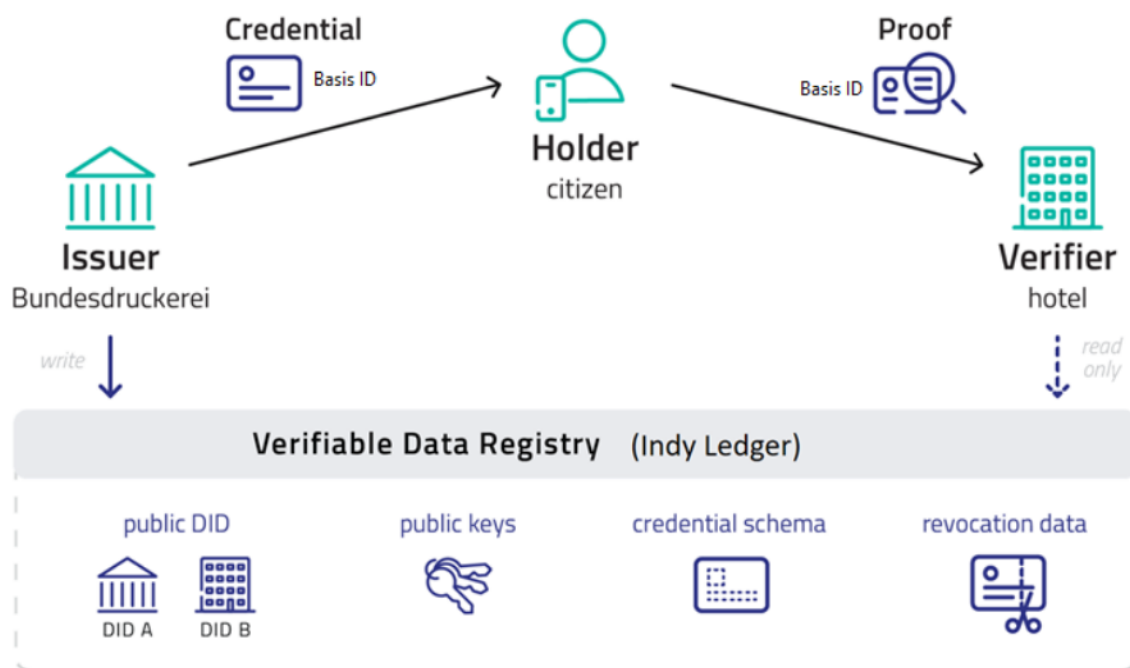 Credential
Basis ID
Proof
Basis ID
Holder
citizen
Issuer
Bundesdruckerei
Verifier
hotel
write
read
only
Verifiable Data Registry (Indy Ledger)
public DID
public keys
credential schema
revocation data
DID A
DID B